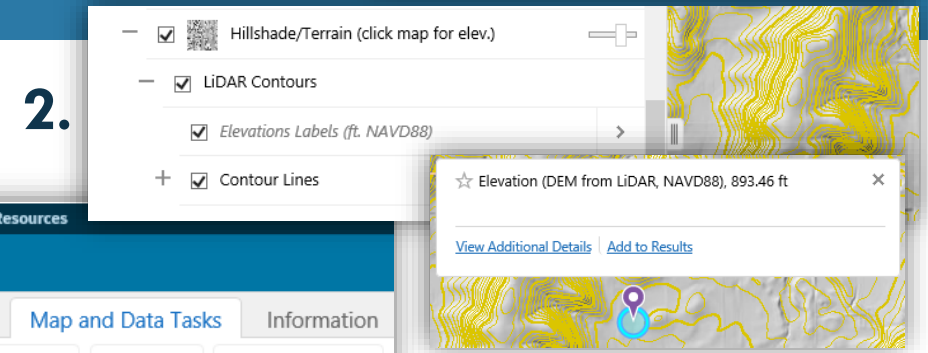 2.
Hillshade/Terrain (click map for elev.)
LiDAR Contours
Elevations Labels (ft. NAVD88)
Contour Lines
Elevation (DEM from LiDAR, NAVD88), 893.46 ft
View Additional Details Add to Results
Resources
Map and Data Tasks Information